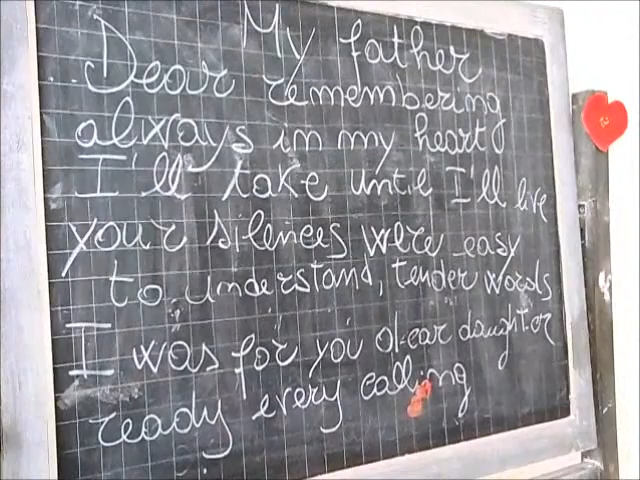 My father
..Dear remembering
always in my heart
I'll take until I'll live
your silences were easy
to understand, tender words
I was for you dear daughter
ready every calling